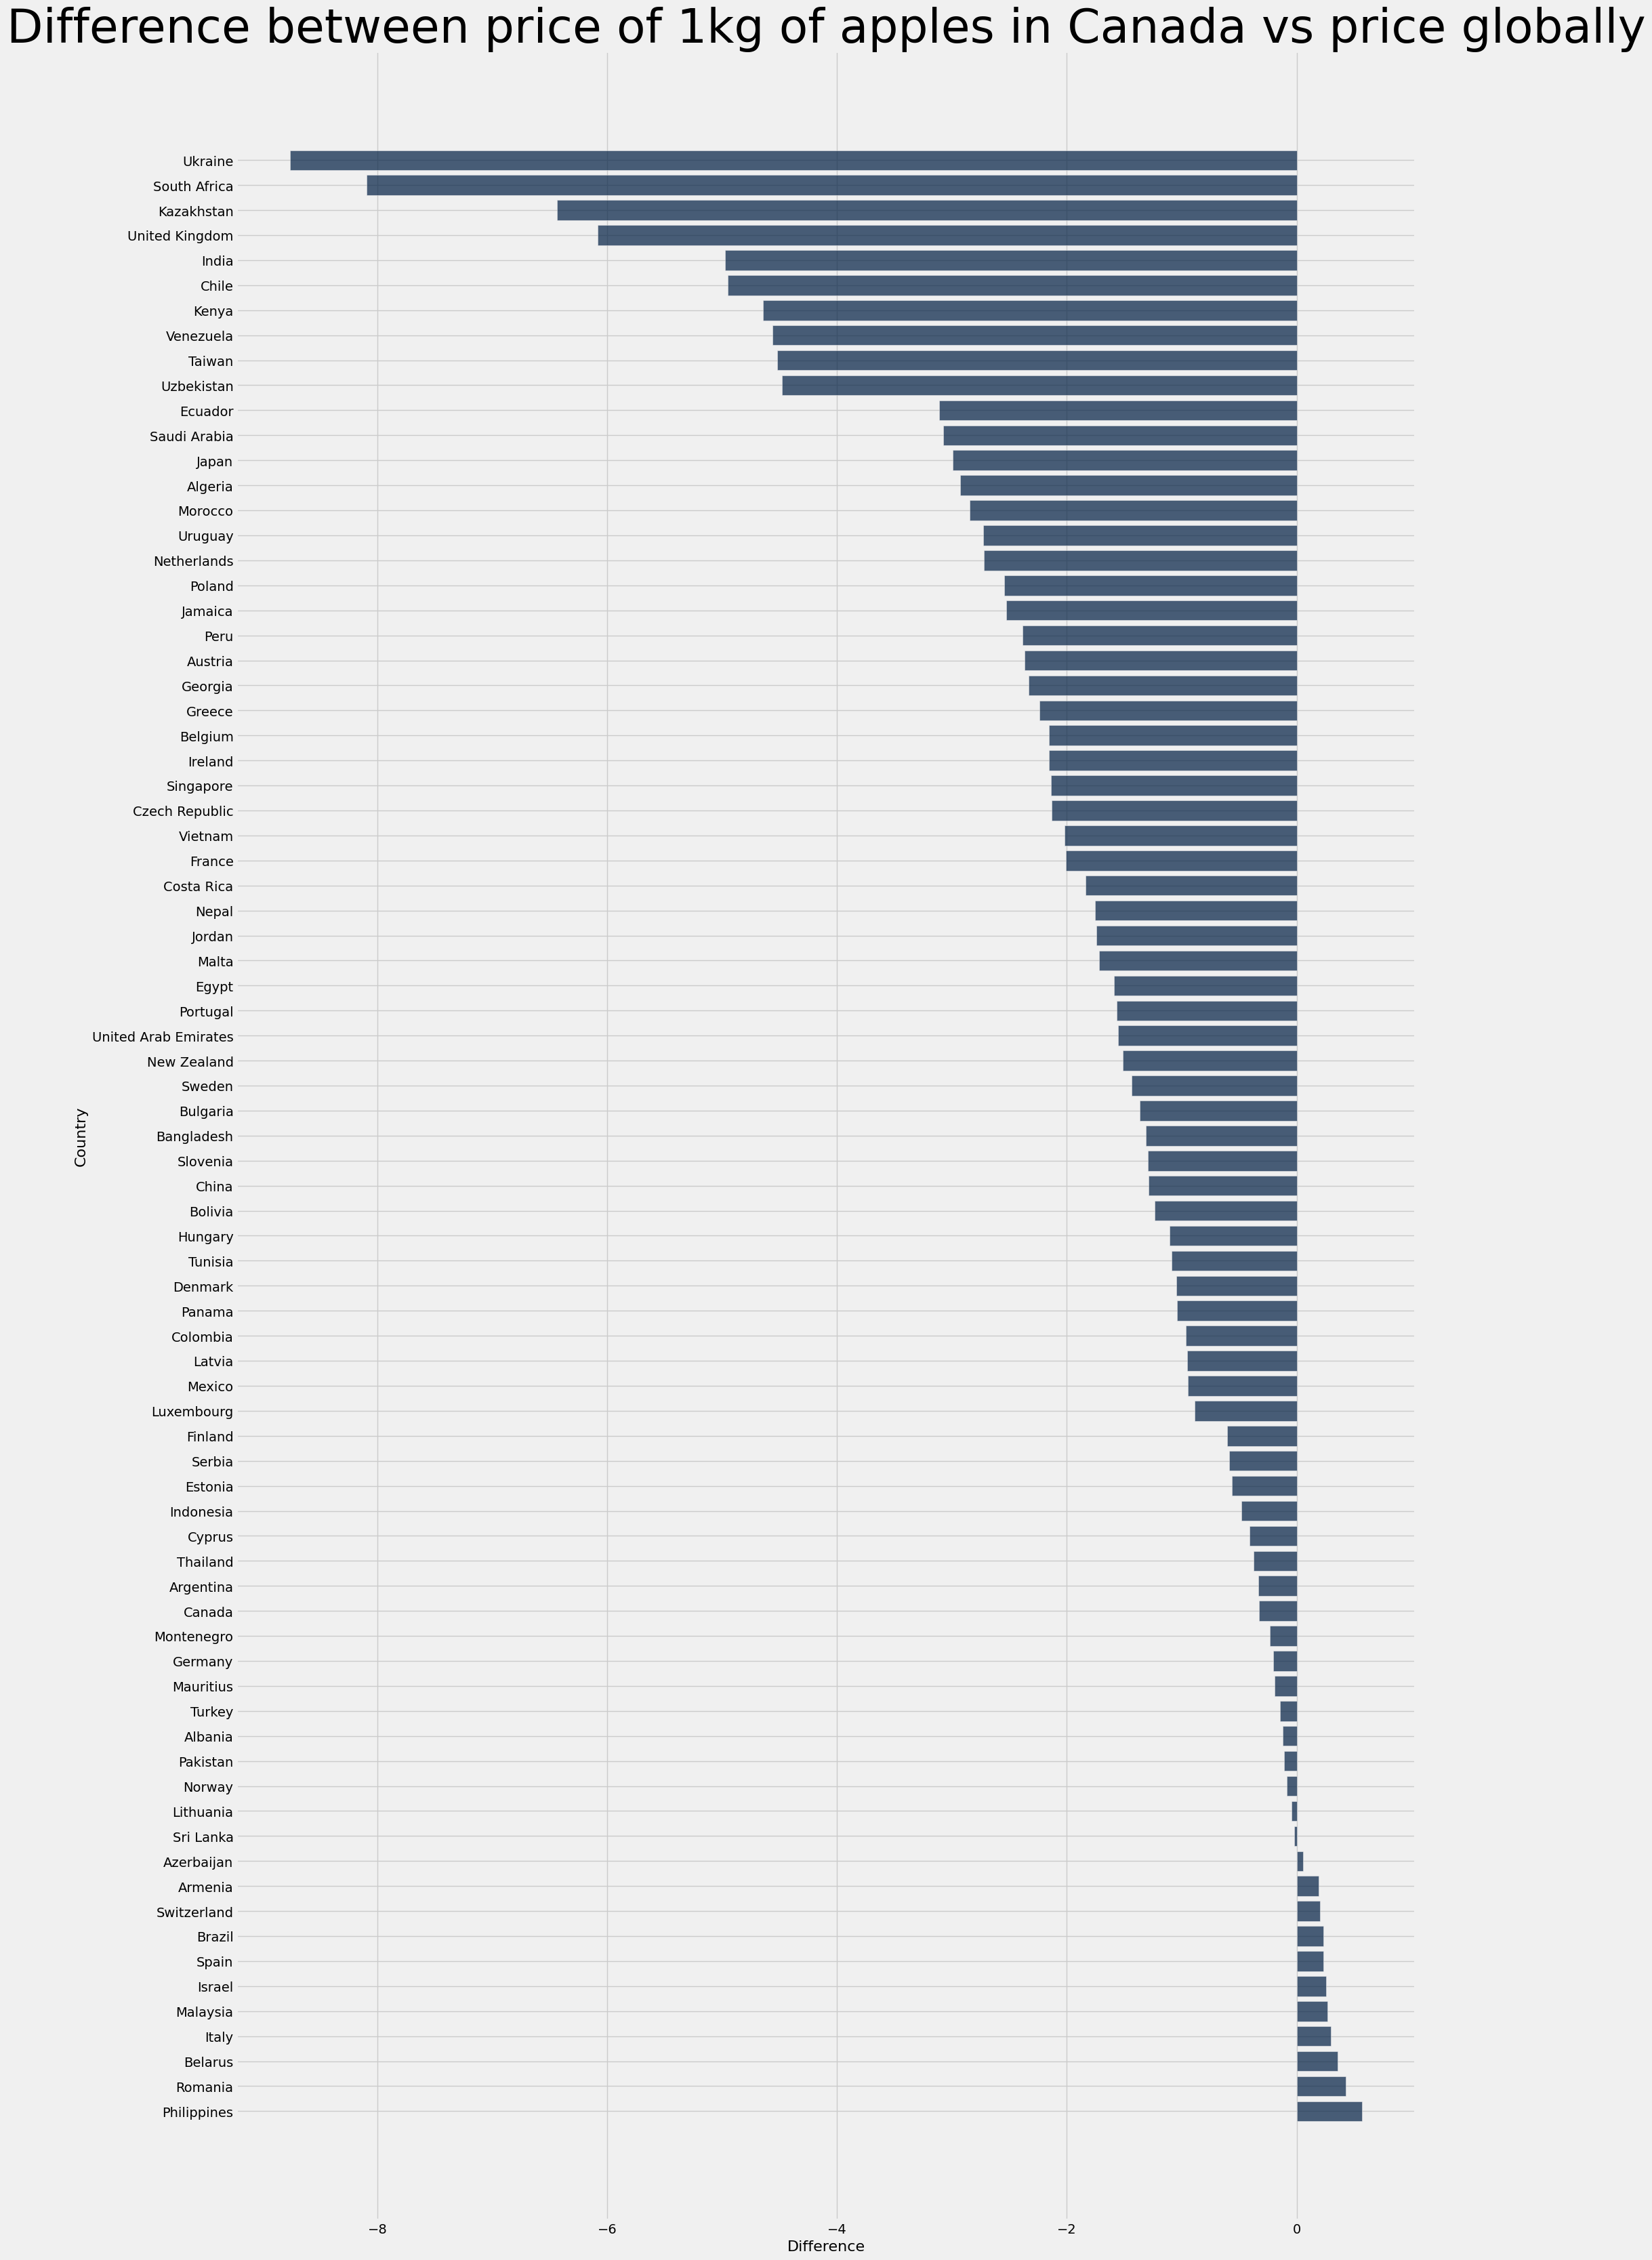 Difference between price of 1kg of apples in Canada vs price globally
Ukraine
South Africa
Kazakhstan
United Kingdom
India
Chile
Kenya
Venezuela
Taiwan
Uzbekistan
Ecuador
Saudi Arabia
Japan
Algeria
Morocco
Uruguay
Netherlands
Poland
Jamaica
Peru
Austria
Georgia
Greece
Belgium
Ireland
Singapore
Czech Republic
Vietnam
France
Costa Rica
Nepal
Jordan
Malta
Egypt
Portugal
United Arab Emirates
New Zealand
Sweden
Bulgaria
Bangladesh
Slovenia
China
Bolivia
Hungary
Tunisia
Denmark
Panama
Colombia
Latvia
Mexico
Luxembourg
Finland
Serbia
Estonia
Indonesia
Cyprus
Thailand
Argentina
Canada
Montenegro
Germany
Mauritius
Turkey
Albania
Pakistan
Norway
Lithuania
Sri Lanka
Azerbaijan
Armenia
Switzerland
Brazil
Spain
Israel
Malaysia
Italy
Belarus
Romania
Philippines
Country
−8 −6 −4 −2 0
Difference